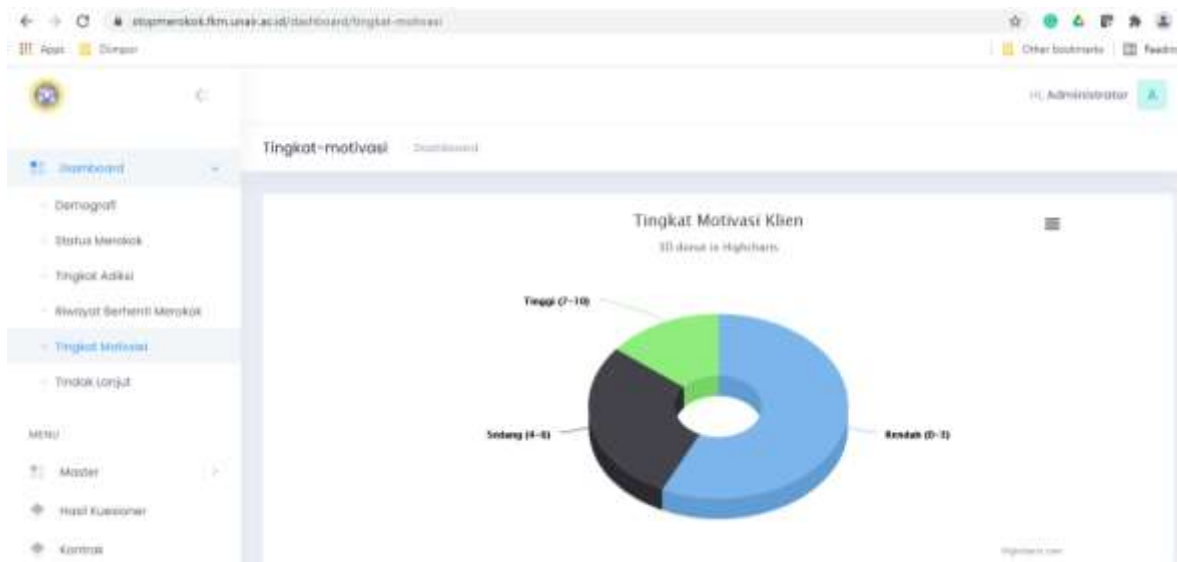 stopmerokok.fkm.unair.ac.id/dashboard/tingkat-motivasi
Apps
Other bookmarks
Hi, Administrator
A
Tingkat-motivasi
Dashboard
Demografi
Status Merokok
Tingkat Adiksi
Riwayat Berhenti Merokok
Tingkat Motivasi
Tindak Lanjut
MENU
Master
Hasil Kuesioner
Kontrak
Tingkat Motivasi Klien
3D donut in Highcharts
Tinggi (7-10)
Sedang (4-6)
Rendah (0-3)
Highcharts.com